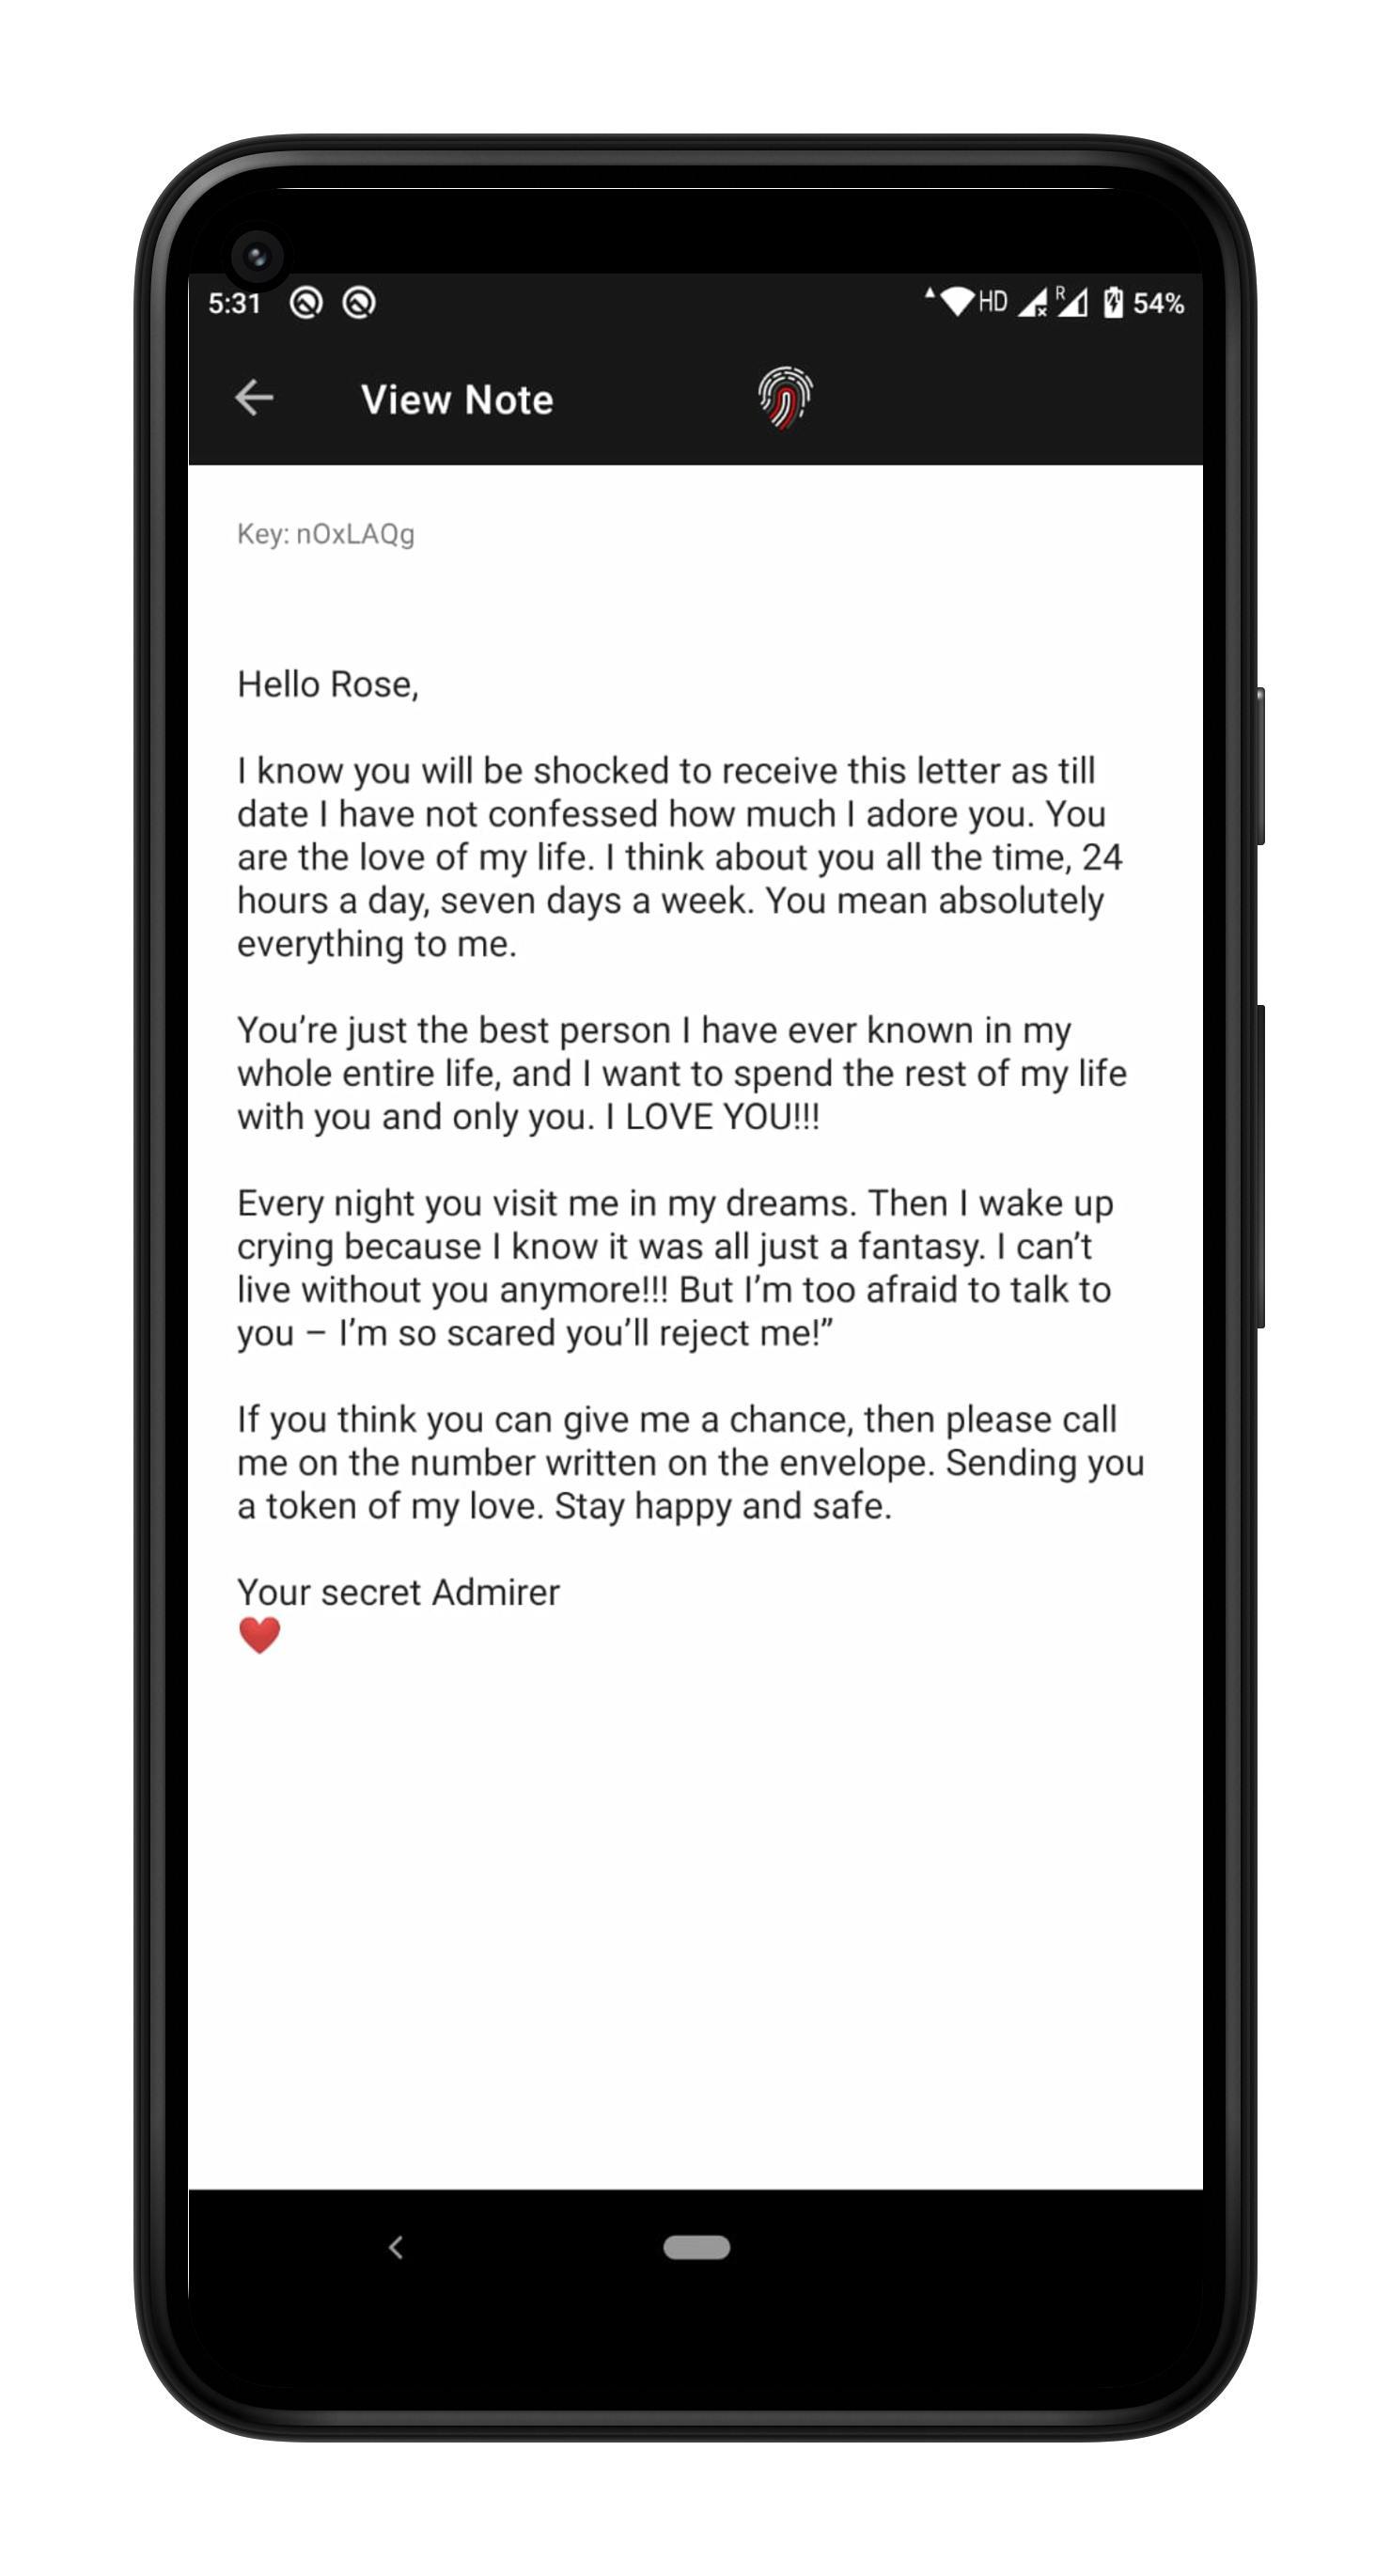 5:31 HD R 54%
View Note
Key: nOxLAQg
Hello Rose,
I know you will be shocked to receive this letter as till
date I have not confessed how much I adore you. You
are the love of my life. I think about you all the time, 24
hours a day, seven days a week. You mean absolutely
everything to me.
You’re just the best person I have ever known in my
whole entire life, and I want to spend the rest of my life
with you and only you. I LOVE YOU!!!
Every night you visit me in my dreams. Then I wake up
crying because I know it was all just a fantasy. I can’t
live without you anymore!!! But I’m too afraid to talk to
you – I’m so scared you’ll reject me!”
If you think you can give me a chance, then please call
me on the number written on the envelope. Sending you
a token of my love. Stay happy and safe.
Your secret Admirer
❤️